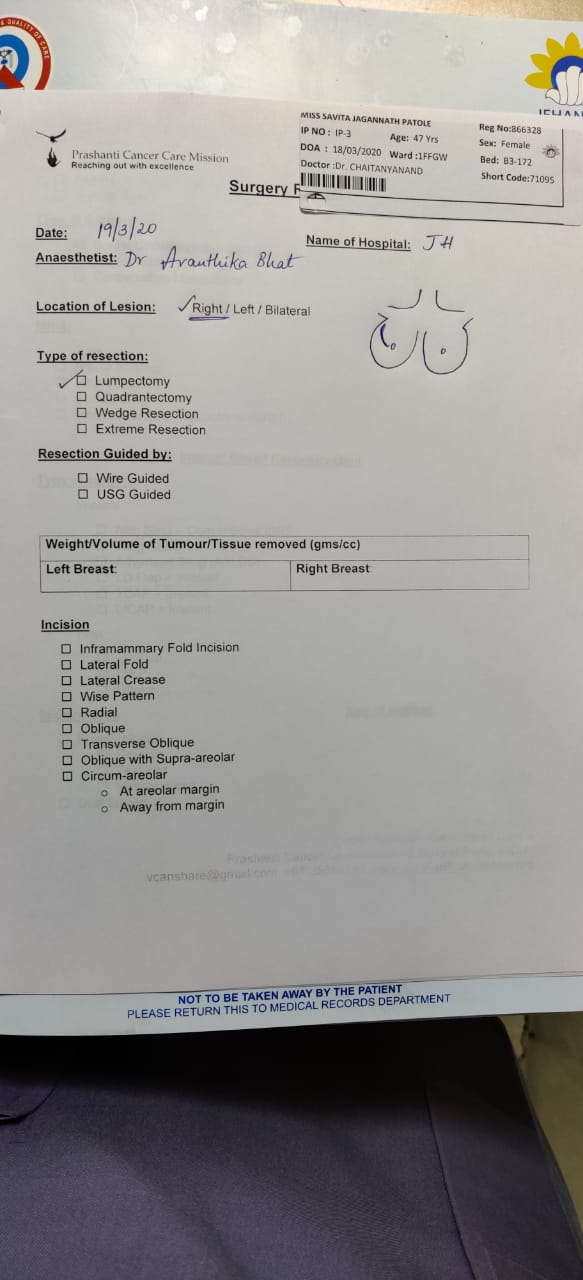 & QUALITY OF CARE
JEHAN
Prashanti Cancer Care Mission
Reaching out with excellence
MISS SAVITA JAGANNATH PATOLE
IP NO : IP-3 Age: 47 Yrs
DOA : 18/03/2020 Ward :1FFGW
Doctor :Dr. CHAITANYANAND
Reg No:866328
Sex: Female
Bed: B3-172
Short Code:71095
Surgery
Date: 19/3/20
Name of Hospital: JH
Anaesthetist: Dr Avanthika Bhat
Location of Lesion: ✓Right / Left / Bilateral
Type of resection:
✓☐ Lumpectomy
☐ Quadrantectomy
☐ Wedge Resection
☐ Extreme Resection
Resection Guided by:
☐ Wire Guided
☐ USG Guided
Weight/Volume of Tumour/Tissue removed (gms/cc)
Left Breast: Right Breast:
Incision
☐ Inframammary Fold Incision
☐ Lateral Fold
☐ Lateral Crease
☐ Wise Pattern
☐ Radial
☐ Oblique
☐ Transverse Oblique
☐ Oblique with Supra-areolar
☐ Circum-areolar
o At areolar margin
o Away from margin
vcanshare@gmail.com
NOT TO BE TAKEN AWAY BY THE PATIENT
PLEASE RETURN THIS TO MEDICAL RECORDS DEPARTMENT